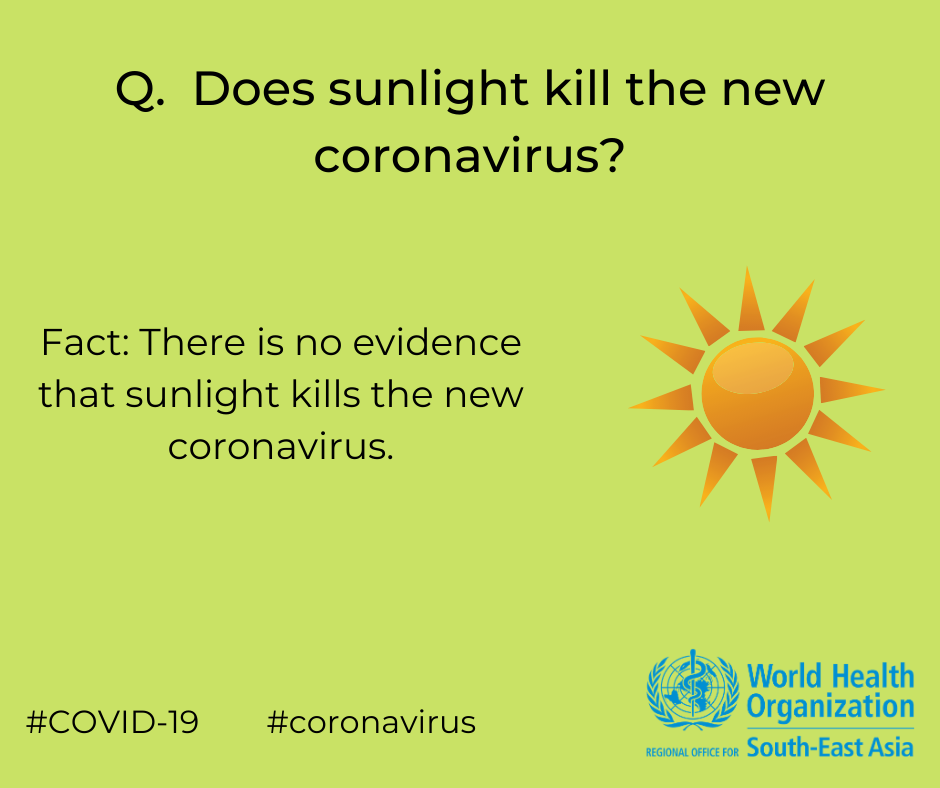 Q.  Does sunlight kill the new
coronavirus?
Fact: There is no evidence
that sunlight kills the new
coronavirus.
#COVID-19 #coronavirus
World Health
Organization
REGIONAL OFFICE FOR South-East Asia